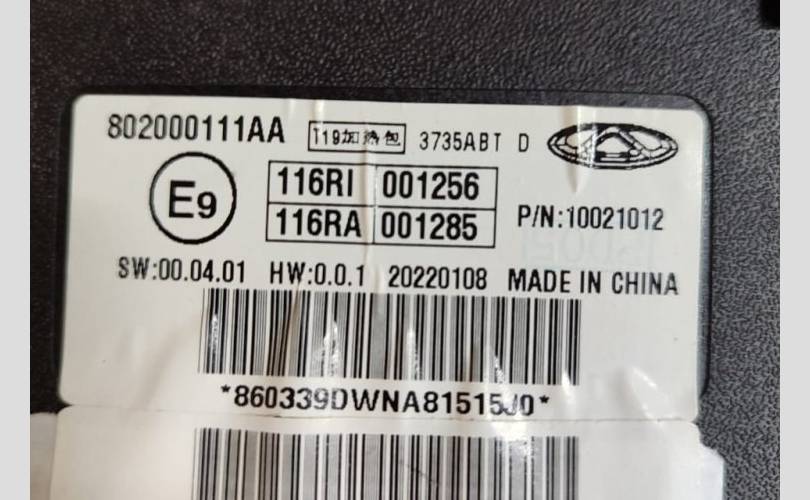 802000111AA T19加热包 3735ABT D
E9 116RI 001256
116RA 001285 P/N:10021012
SW:00.04.01 HW:0.0.1 20220108 MADE IN CHINA
*860339DWNA81515J0*